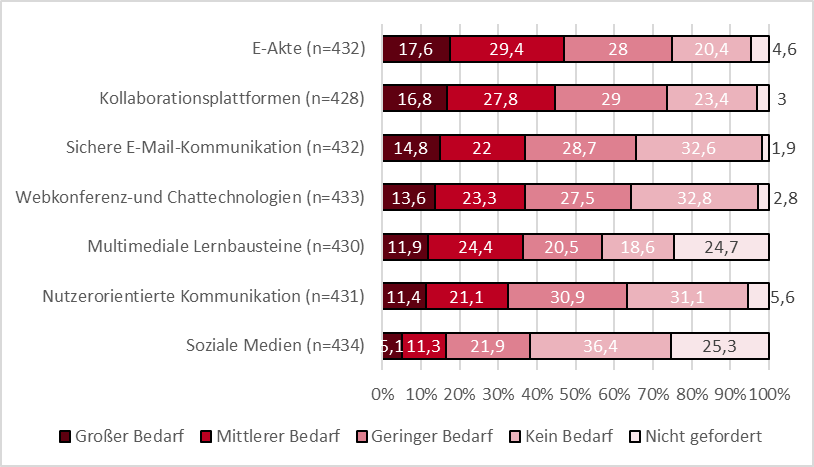 E-Akte (n=432) 17,6 29,4 28 20,4 4,6
Kollaborationsplattformen (n=428) 16,8 27,8 29 23,4 3
Sichere E-Mail-Kommunikation (n=432) 14,8 22 28,7 32,6 1,9
Webkonferenz-und Chattechnologien (n=433) 13,6 23,3 27,5 32,8 2,8
Multimediale Lernbausteine (n=430) 11,9 24,4 20,5 18,6 24,7
Nutzerorientierte Kommunikation (n=431) 11,4 21,1 30,9 31,1 5,6
Soziale Medien (n=434) 5,1 11,3 21,9 36,4 25,3
0% 10% 20% 30% 40% 50% 60% 70% 80% 90% 100%
Großer Bedarf Mittlerer Bedarf Geringer Bedarf Kein Bedarf Nicht gefordert